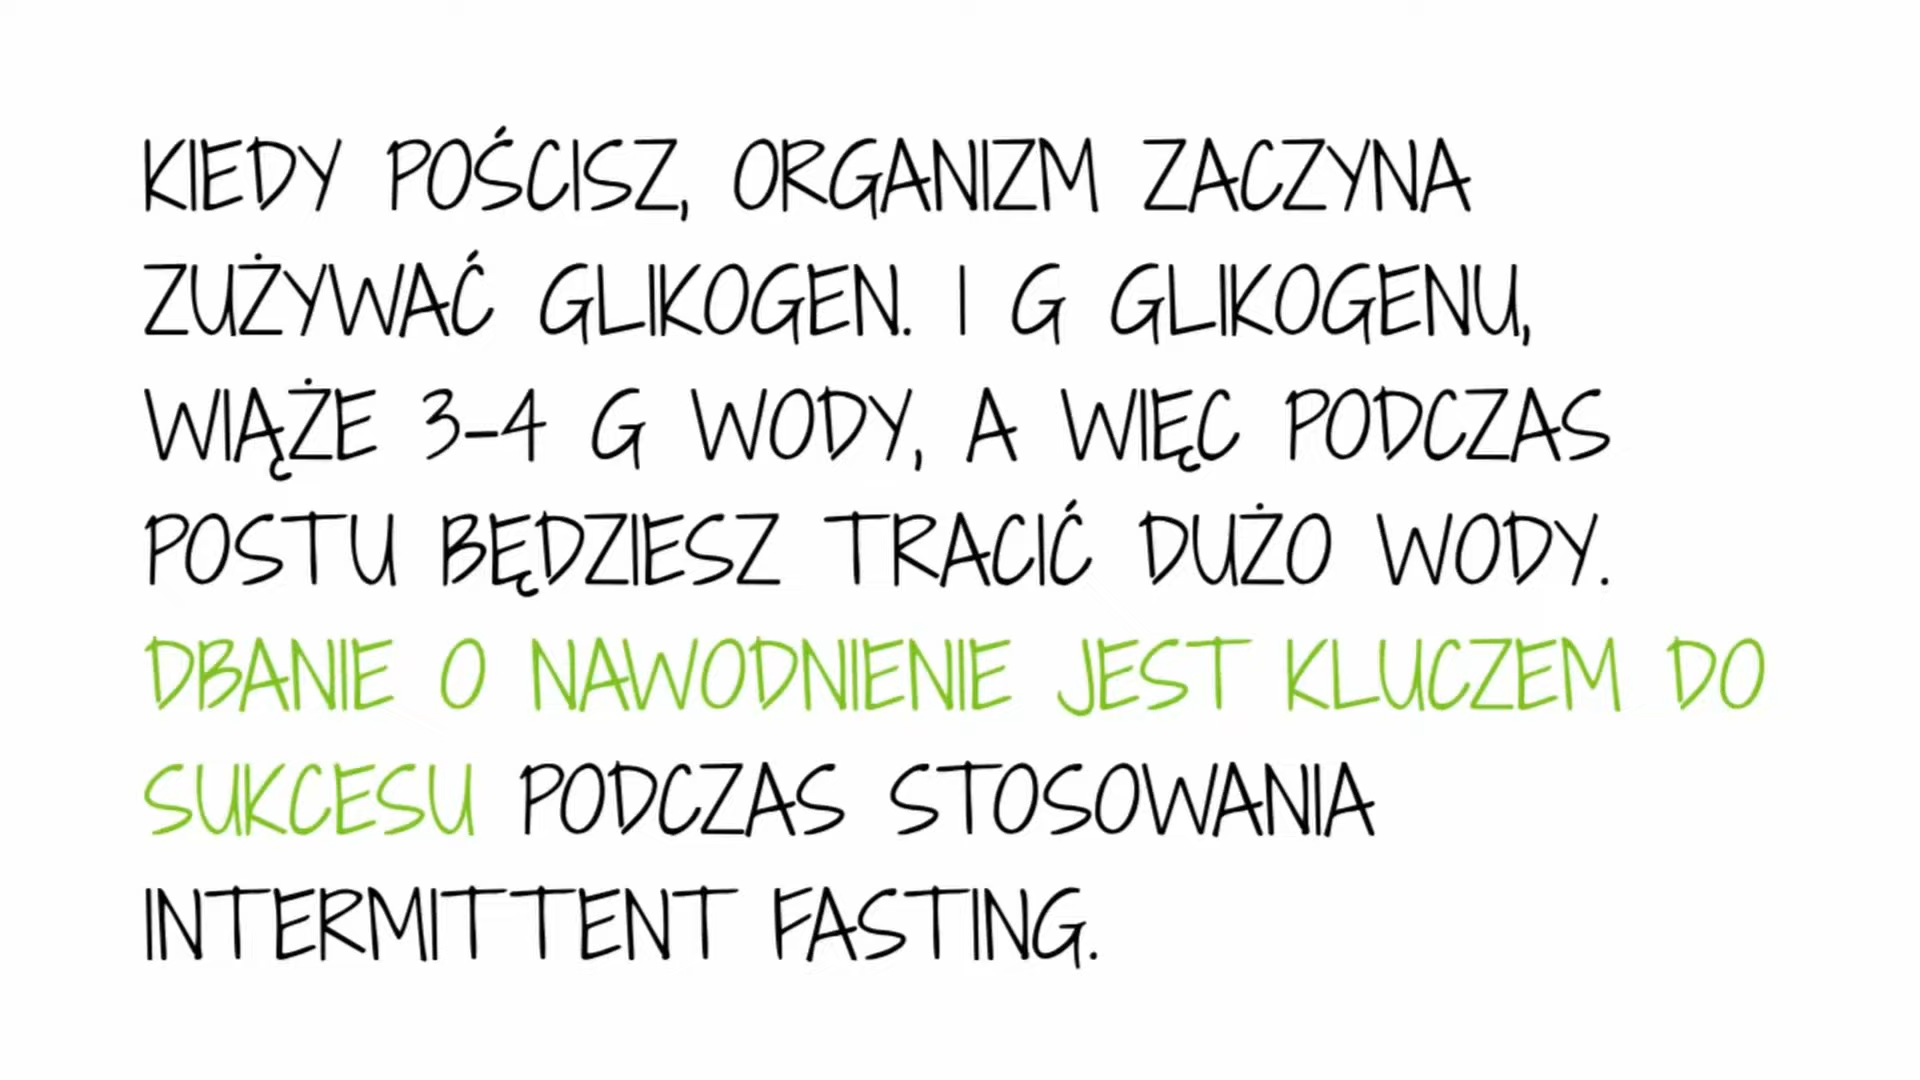 KIEDY POŚCISZ, ORGANIZM ZACZYNA
ZUŻYWAĆ GLIKOGEN. 1 G GLIKOGENU,
WIĄŻE 3-4 G WODY, A WIĘC PODCZAS
POSTU BĘDZIESZ TRACIĆ DUŻO WODY.
DBANIE O NAWODNIENIE JEST KLUCZEM DO
SUKCESU PODCZAS STOSOWANIA
INTERMITTENT FASTING.